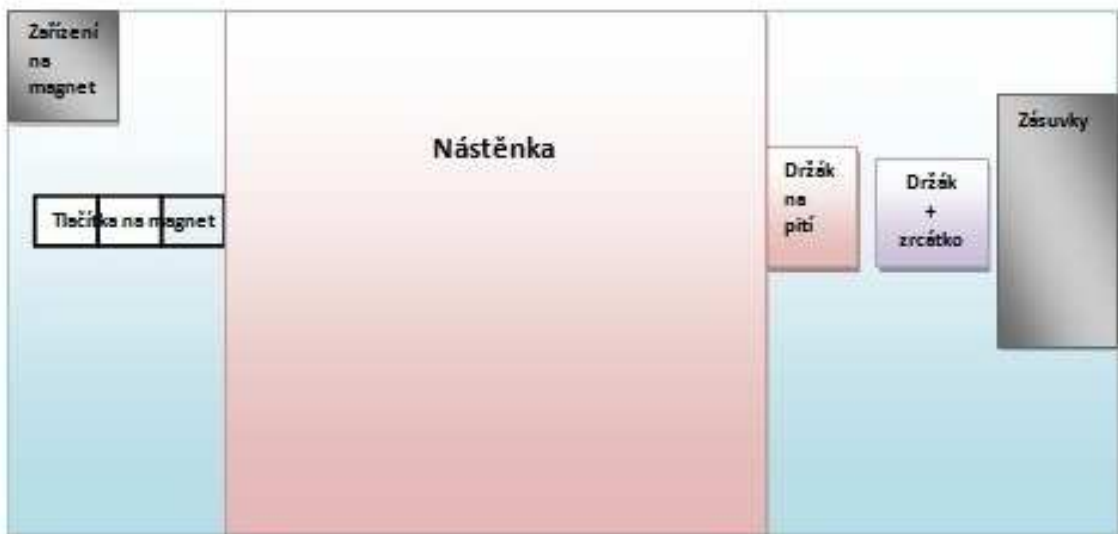 Zařízení
na
magnet
Tlačítka na magnet
Nástěnka
Držák
na
pití
Držák
+
zrcátko
Zásuvky